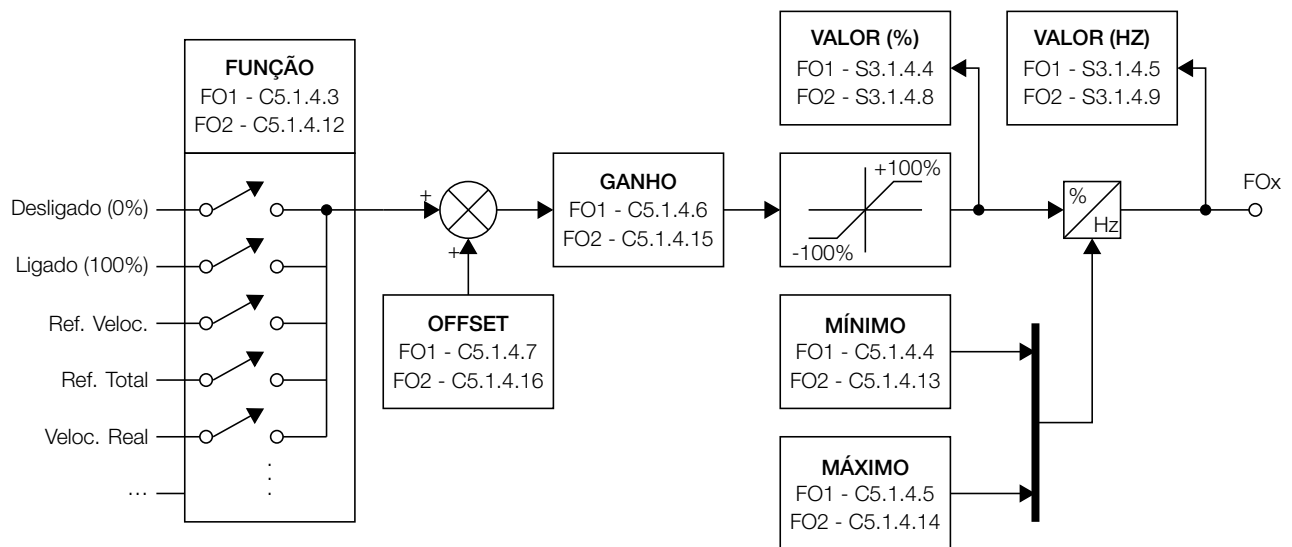 FUNÇÃO
FO1 - C5.1.4.3
FO2 - C5.1.4.12
Desligado (0%)
Ligado (100%)
Ref. Veloc.
Ref. Total
Veloc. Real
...
+
+
OFFSET
FO1 - C5.1.4.7
FO2 - C5.1.4.16
GANHO
FO1 - C5.1.4.6
FO2 - C5.1.4.15
+100%
-100%
VALOR (%)
FO1 - S3.1.4.4
FO2 - S3.1.4.8
VALOR (HZ)
FO1 - S3.1.4.5
FO2 - S3.1.4.9
%
Hz
FOx
MÍNIMO
FO1 - C5.1.4.4
FO2 - C5.1.4.13
MÁXIMO
FO1 - C5.1.4.5
FO2 - C5.1.4.14